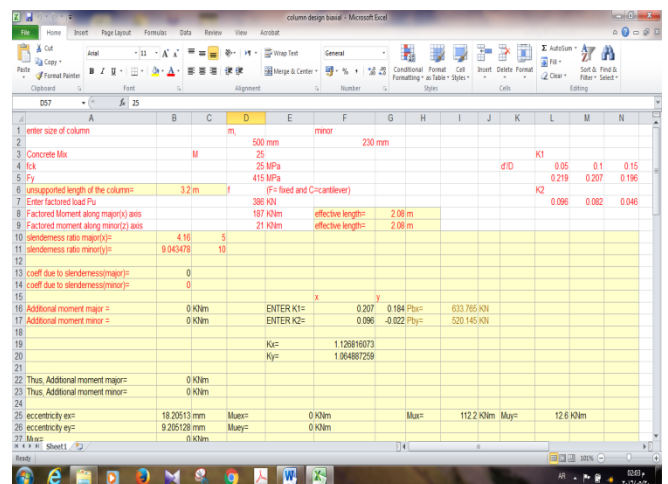 column design biaxial - Microsoft Excel
File Home Insert Page Layout Formulas Data Review View Acrobat
Cut Arial 11 Wrap Text General Σ AutoSum
Copy Conditional Format Cell Insert Delete Format Fill Sort & Find &
Paste Format Painter B I U Merge & Center $ % , Formatting as Table Styles Clear Filter Select
Clipboard Font Alignment Number Styles Cells Editing
D57 fx 25
A B C D E F G H I J K L M N
1 enter size of column m, minor
2 500 mm 230 mm
3 Concrete Mix M 25 K1
4 fck 25 MPa d'/D 0.05 0.1 0.15
5 Fy 415 MPa 0.219 0.207 0.196
6 unsupported length of the column= 3.2 m f (F= fixed and C=cantilever) K2
7 Enter factored load Pu 386 KN 0.096 0.082 0.046
8 Factored Moment along major(x) axis 187 KNm effective length= 2.08 m
9 Factored moment along minor(z) axis 21 KNm effective length= 2.08 m
10 slenderness ratio major(x)= 4.16 5
11 slenderness ratio minor(y)= 9.043478 10
12
13 coeff due to slenderness(major)= 0
14 coeff due to slenderness(minor)= 0
15 x y
16 Additional moment major = 0 KNm ENTER K1= 0.207 0.184 Pbx= 633.765 KN
17 Additional moment minor = 0 KNm ENTER K2= 0.096 -0.022 Pby= 520.145 KN
18
19 Kx= 1.126816073
20 Ky= 1.064887259
21
22 Thus, Additional moment major= 0 KNm
23 Thus, Additional moment minor= 0 KNm
24
25 eccentricity ex= 18.20513 mm Muex= 0 KNm Mux= 112.2 KNm Muy= 12.6 KNm
26 eccentricity ey= 9.205128 mm Muey= 0 KNm
27 Mux= 0 KNm
Sheet1
Ready 101%
AR